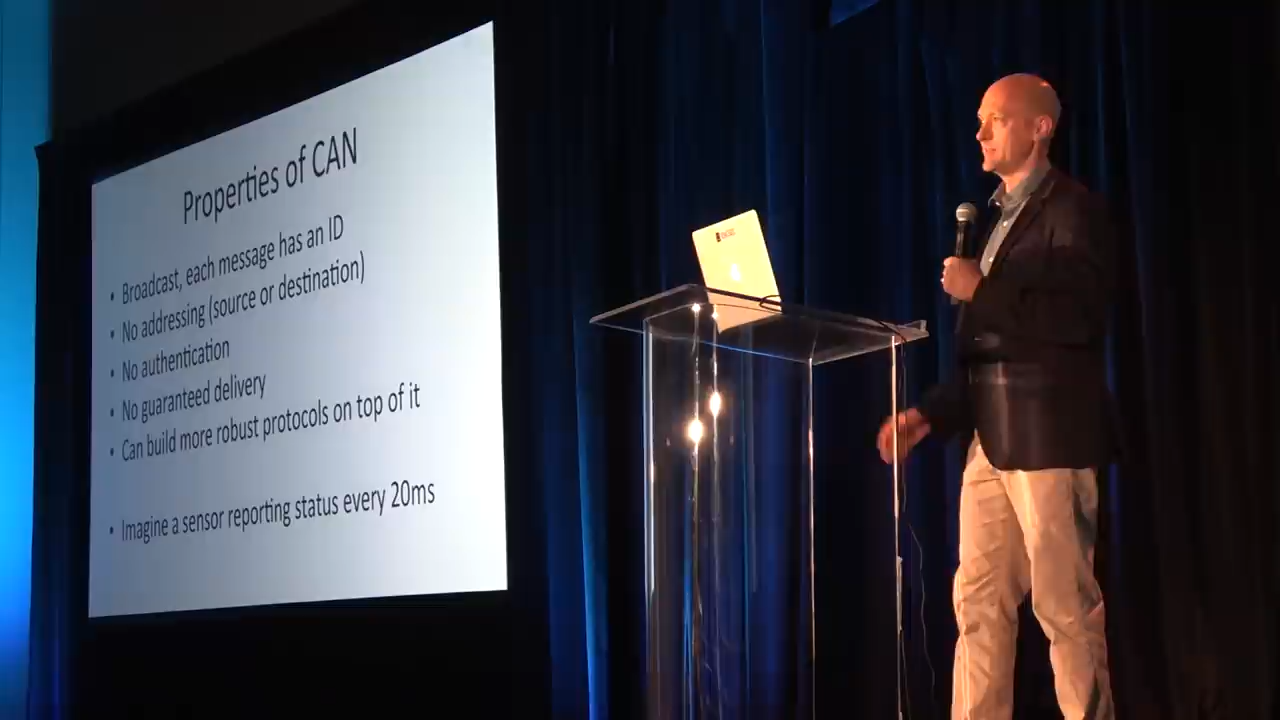 Properties of CAN
• Broadcast, each message has an ID
• No addressing (source or destination)
• No authentication
• No guaranteed delivery
• Can build more robust protocols on top of it
• Imagine a sensor reporting status every 20ms